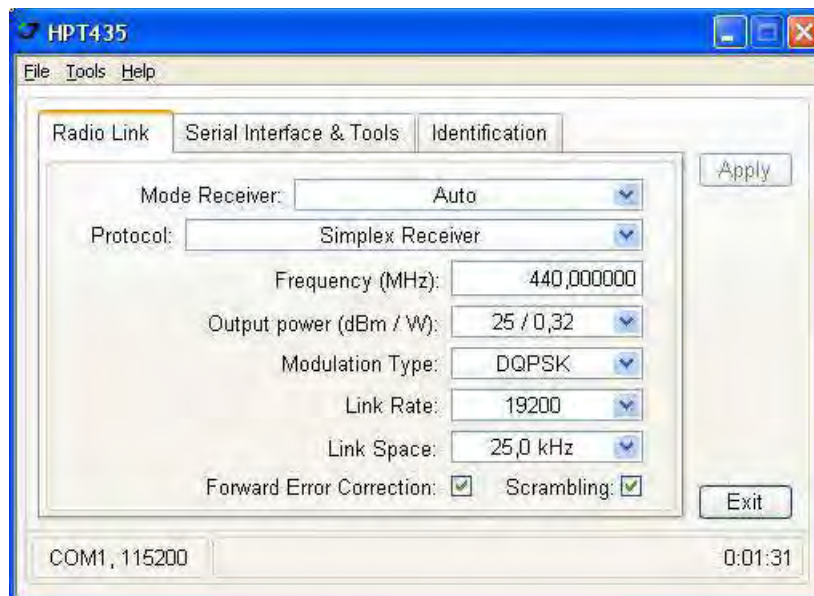 HPT435
File Tools Help
Radio Link Serial Interface & Tools Identification
Apply
Mode Receiver: Auto
Protocol: Simplex Receiver
Frequency (MHz): 440,000000
Output power (dBm / W): 25 / 0,32
Modulation Type: DQPSK
Link Rate: 19200
Link Space: 25,0 kHz
Forward Error Correction: Scrambling:
Exit
COM1, 115200 0:01:31